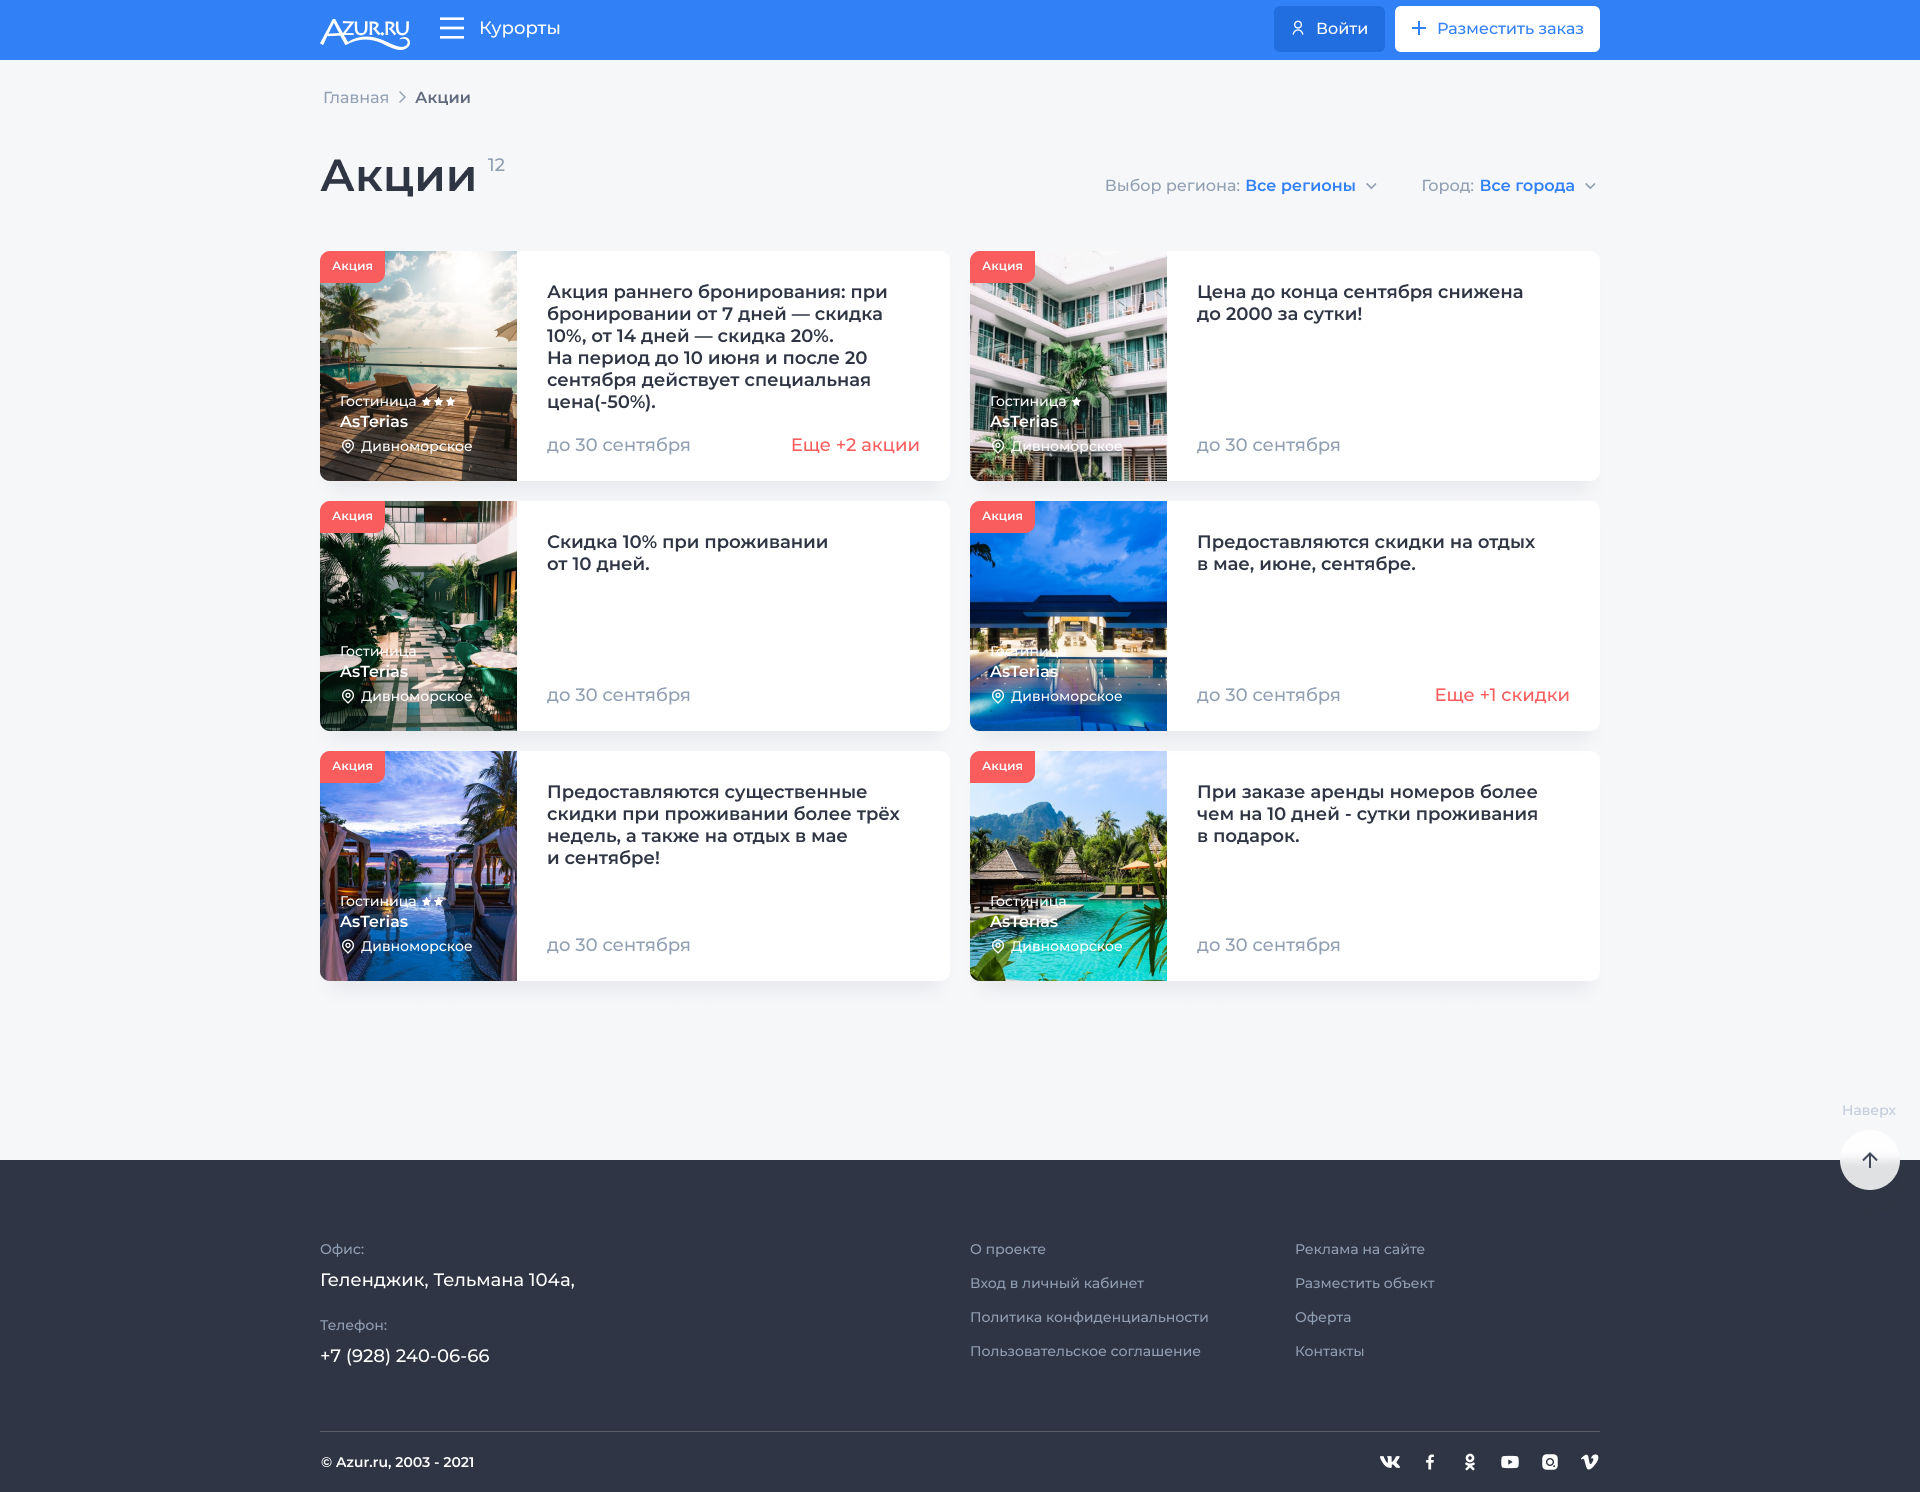 AZUR.RU
Курорты
Войти
Разместить заказ
Главная
Акции
Акции 12
Выбор региона: Все регионы
Город: Все города
Акция
Гостиница
AsTerias
Дивноморское
Акция раннего бронирования: при
бронировании от 7 дней — скидка
10%, от 14 дней — скидка 20%.
На период до 10 июня и после 20
сентября действует специальная
цена(-50%).
до 30 сентября
Еще +2 акции
Акция
Гостиница
AsTerias
Дивноморское
Цена до конца сентября снижена
до 2000 за сутки!
до 30 сентября
Акция
Гостиница
AsTerias
Дивноморское
Скидка 10% при проживании
от 10 дней.
до 30 сентября
Акция
Гостиница
AsTerias
Дивноморское
Предоставляются скидки на отдых
в мае, июне, сентябре.
до 30 сентября
Еще +1 скидки
Акция
Гостиница
AsTerias
Дивноморское
Предоставляются существенные
скидки при проживании более трёх
недель, а также на отдых в мае
и сентябре!
до 30 сентября
Акция
Гостиница
AsTerias
Дивноморское
При заказе аренды номеров более
чем на 10 дней - сутки проживания
в подарок.
до 30 сентября
Наверх
Офис:
Геленджик, Тельмана 104а,
Телефон:
+7 (928) 240-06-66
О проекте
Вход в личный кабинет
Политика конфиденциальности
Пользовательское соглашение
Реклама на сайте
Разместить объект
Оферта
Контакты
© Azur.ru, 2003 - 2021